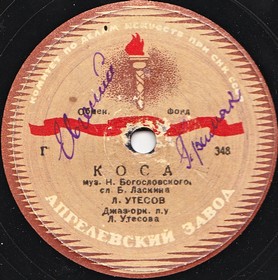 КОМИТЕТ ПО ДЕЛАМ ИСКУССТВ ПРИ СНК
Обмен. Фонд
Г 348
КОСА
муз. Н. Богословского,
сл. Б. Ласкина
Л. УТЕСОВ
Джаз-орк. п/у
Л. Утесова
АПРЕЛЕВСКИЙ ЗАВОД